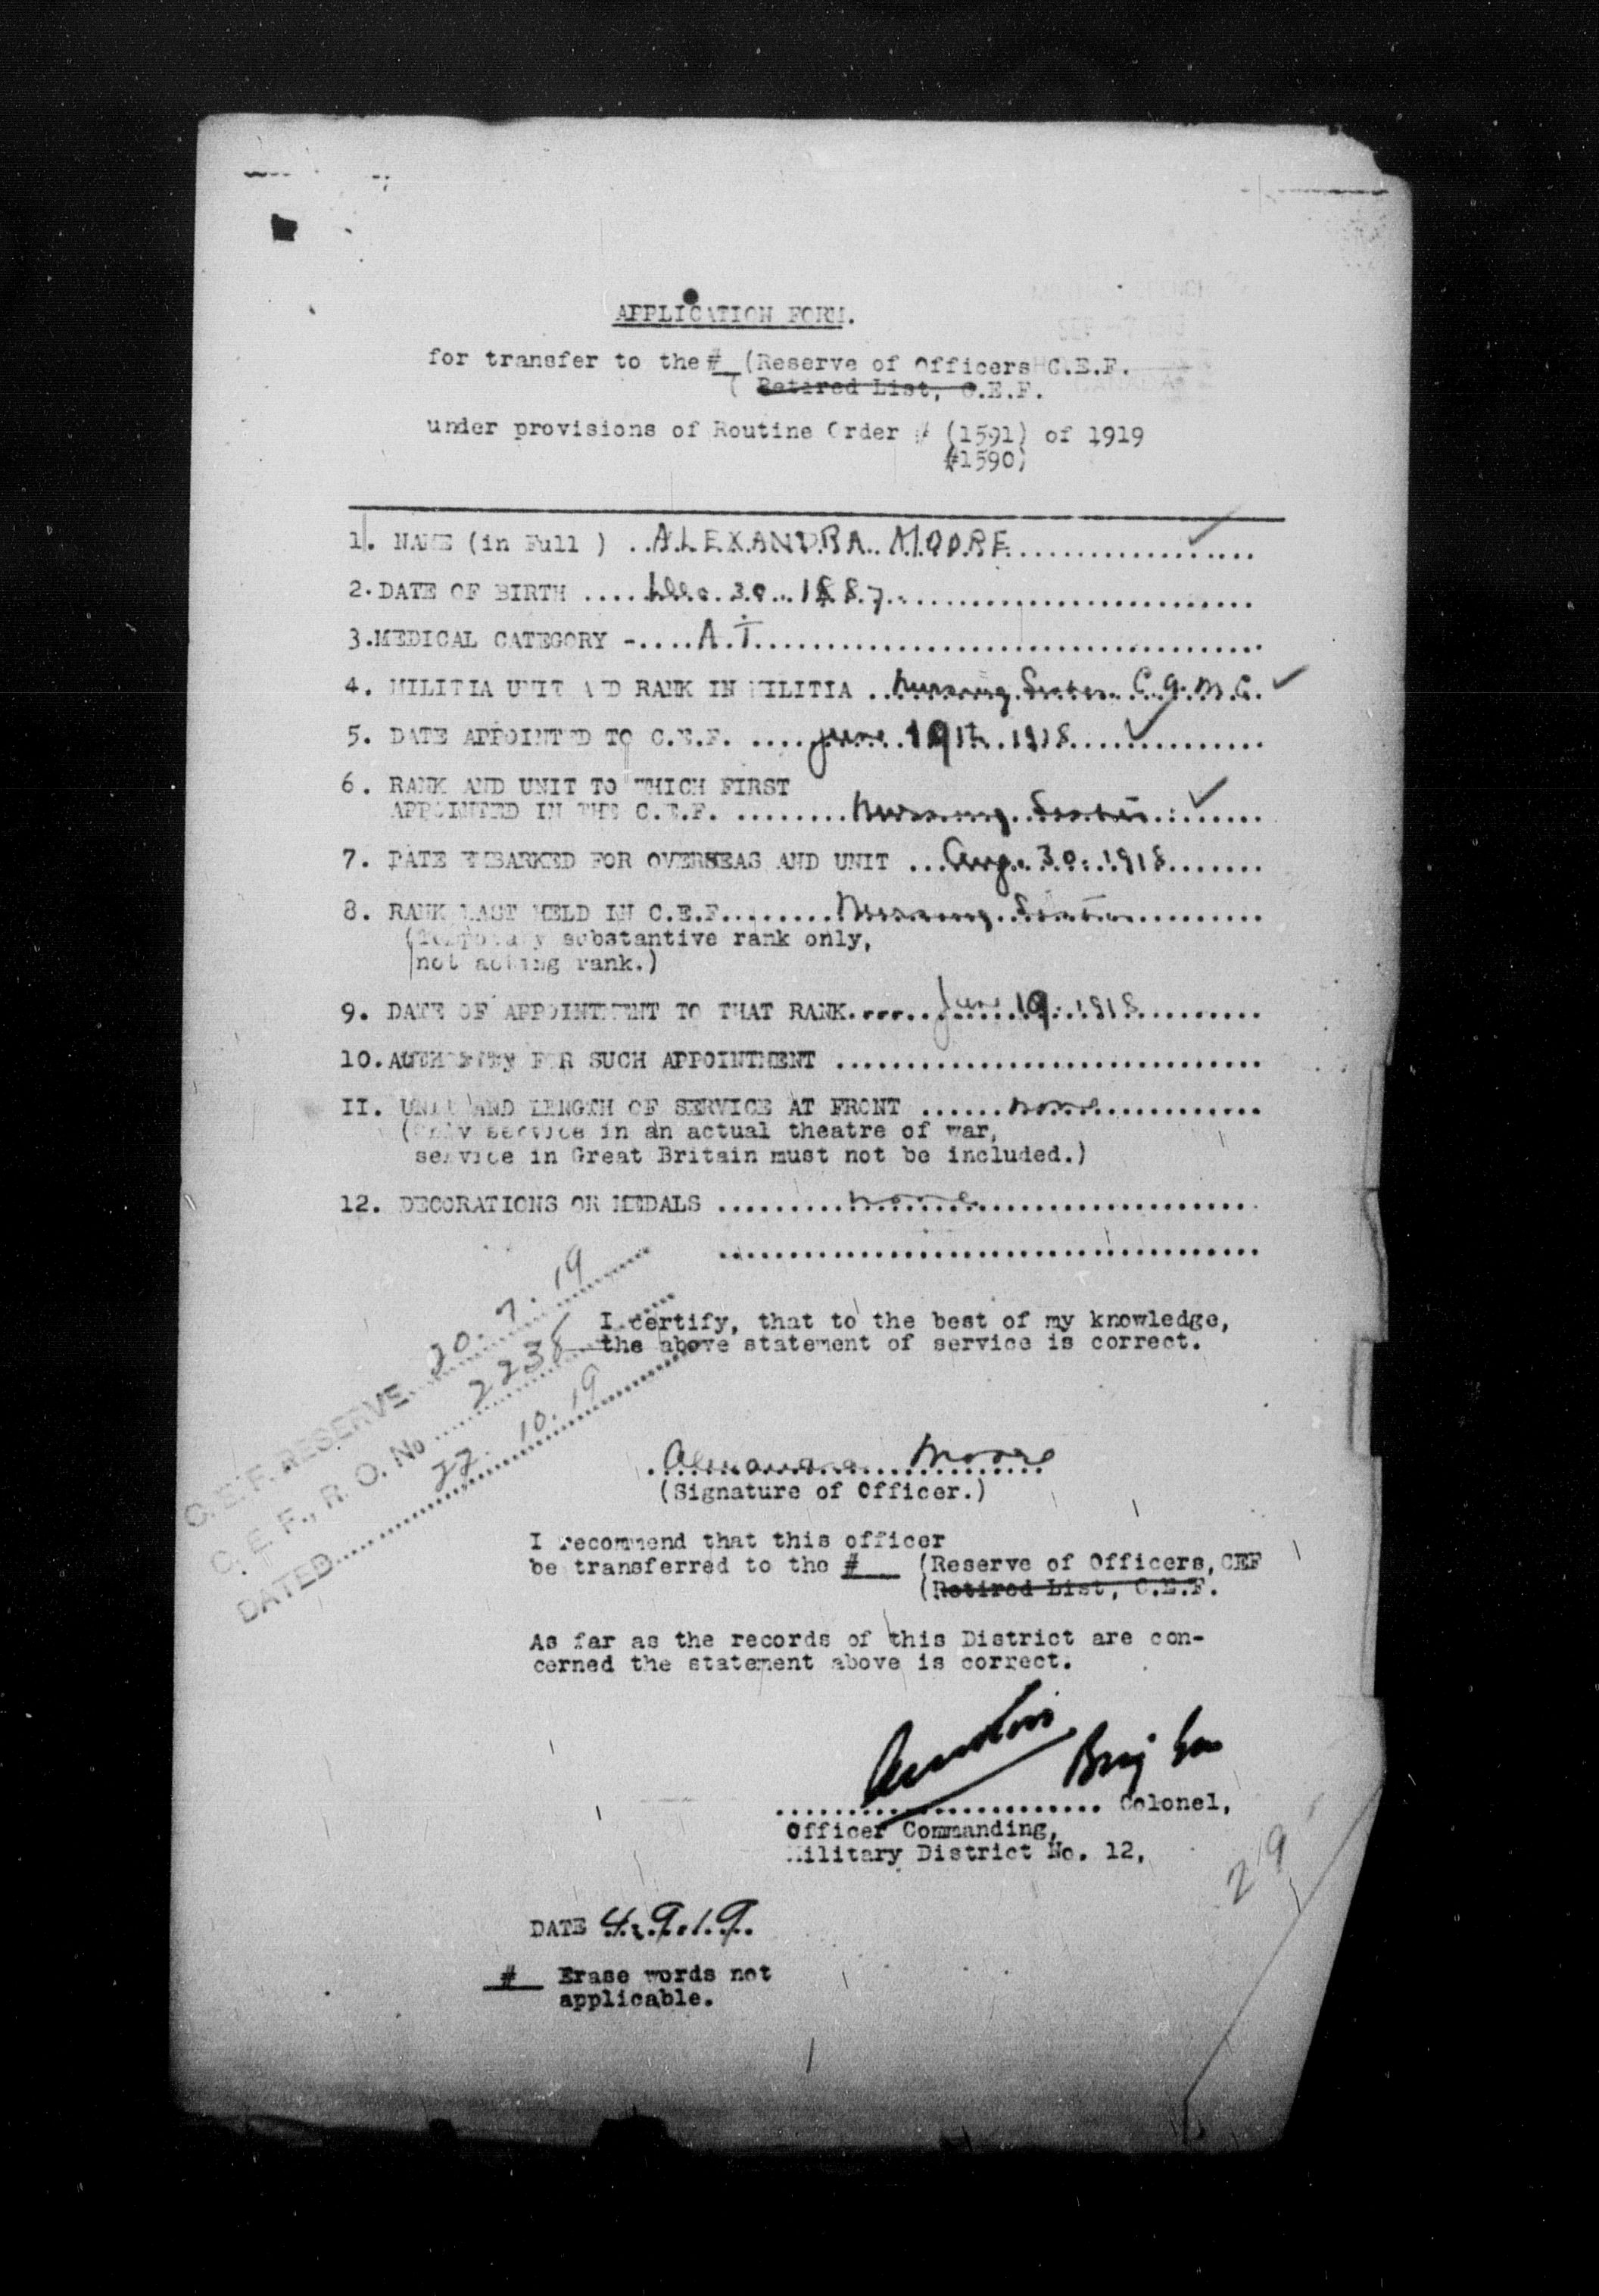 APPLICATION FORM.
for transfer to the # (Reserve of Officers C.E.F.
( Retired List, C.E.F.
under provisions of Routine Order # (1591) of 1919
#1590)
1. NAME (in Full ) ..ALEXANDRA MOORE..........
2. DATE OF BIRTH .....Dec. 30. 1887..........
3. MEDICAL CATEGORY -....A I..........
4. MILITIA UNIT AND RANK IN MILITIA ..Nursing Sister. C.A.M.C.
5. DATE APPOINTED TO C.E.F. ....June 19th 1918..........
6. RANK AND UNIT TO WHICH FIRST
APPOINTED IN THE C.E.F. ........Nursing Sister........
7. DATE EMBARKED FOR OVERSEAS AND UNIT ...Aug. 30. 1918.......
8. RANK LAST HELD IN C.E.F........Nursing Sister.........
(Temporary substantive rank only,
not acting rank.)
9. DATE OF APPOINTMENT TO THAT RANK.......June 19. 1918.........
10. AUTHORITY FOR SUCH APPOINTMENT ..............................
II. UNIT AND LENGTH OF SERVICE AT FRONT ......none............
(Only service in an actual theatre of war,
service in Great Britain must not be included.)
12. DECORATIONS OR MEDALS .........none....................
......................................
I certify, that to the best of my knowledge,
the above statement of service is correct.
C. E. F. RESERVE 20. 7. 19
C. E. F., R. O. No 2238
DATED 22. 10. 19
Alexandra Moore
(Signature of Officer.)
I recommend that this officer
be transferred to the # (Reserve of Officers, CEF
(Retired List, C.E.F.
As far as the records of this District are con-
cerned the statement above is correct.
Brig Gen
....................... Colonel,
Officer Commanding,
Military District No. 12,
29
DATE 4.9.19.
# Erase words not
applicable.